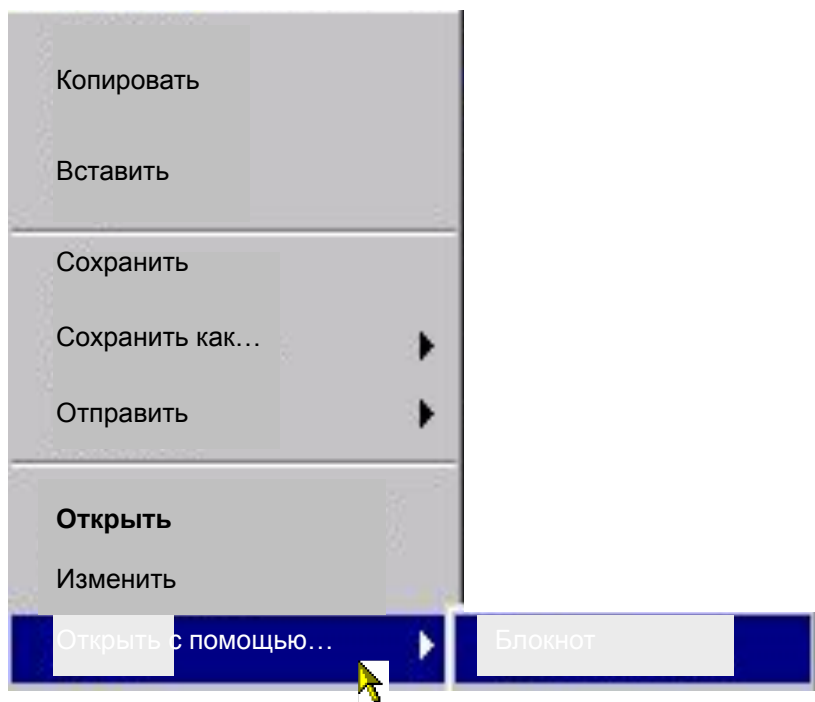 Копировать
Вставить
Сохранить
Сохранить как…
Отправить
Открыть
Изменить
Открыть с помощью…
Блокнот